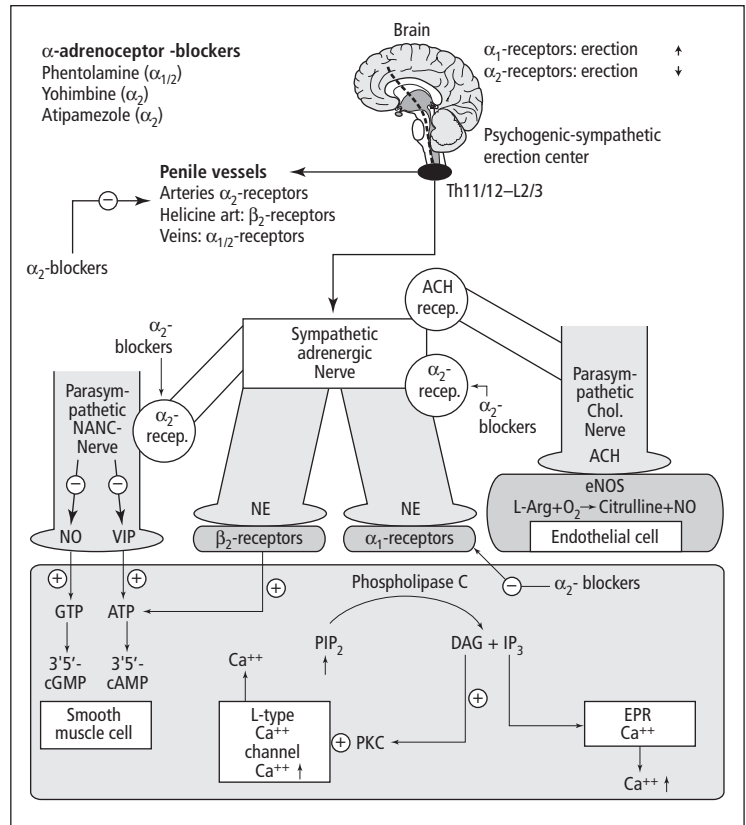 Brain
α-adrenoceptor -blockers
Phentolamine (α1/2)
Yohimbine (α2)
Atipamezole (α2)
α1-receptors: erection ↑
α2-receptors: erection ↓
Psychogenic-sympathetic
erection center
Th11/12–L2/3
Penile vessels
Arteries α2-receptors
Helicine art: β2-receptors
Veins: α1/2-receptors
−
α2-blockers
ACH
recep.
Sympathetic
adrenergic
Nerve
α2-
blockers
α2-
recep.
α2-
recep.
α2-
blockers
Parasym-
pathetic
NANC-
Nerve
− −
NO VIP
Parasym-
pathetic
Chol.
Nerve
ACH
eNOS
L-Arg+O2→ Citrulline+NO
Endothelial cell
NE
β2-receptors
NE
α1-receptors
− α2- blockers
+ + +
GTP ATP
3'5'-
cGMP
3'5'-
cAMP
Smooth
muscle cell
Phospholipase C
PIP2
↑
DAG + IP3
Ca++
L-type
Ca++
channel
Ca++ ↑
+ PKC
+
EPR
Ca++
Ca++ ↑